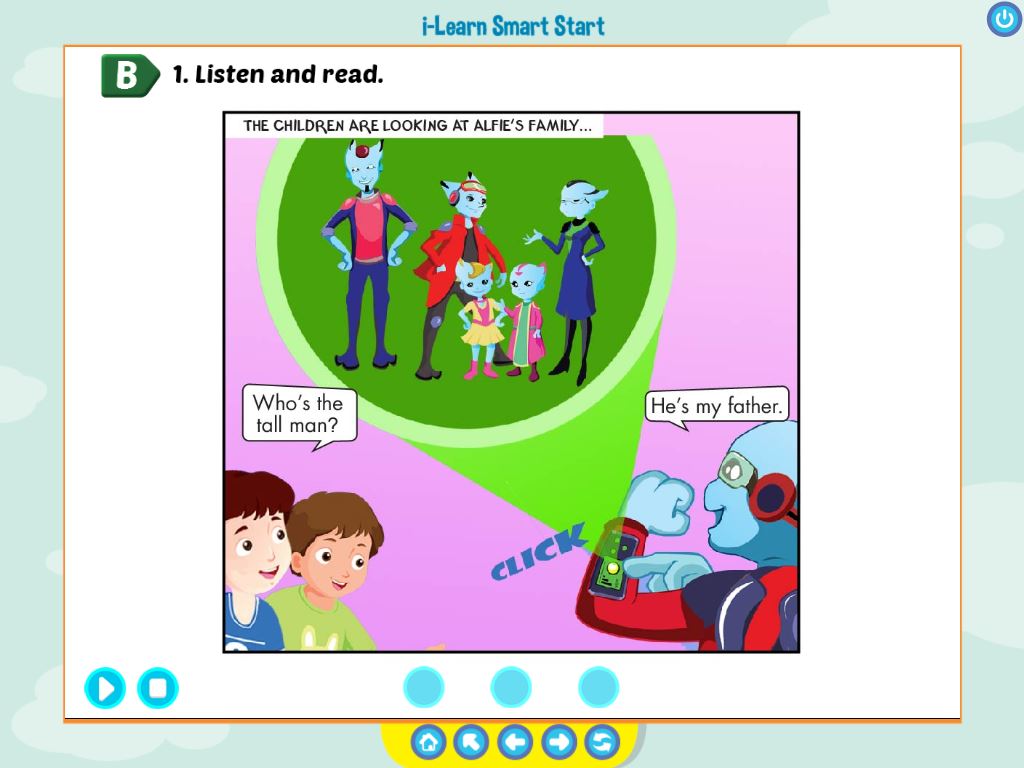 i-Learn Smart Start
B 1. Listen and read.
THE CHILDREN ARE LOOKING AT ALFIE'S FAMILY...
Who's the
tall man?
He's my father.
CLICK